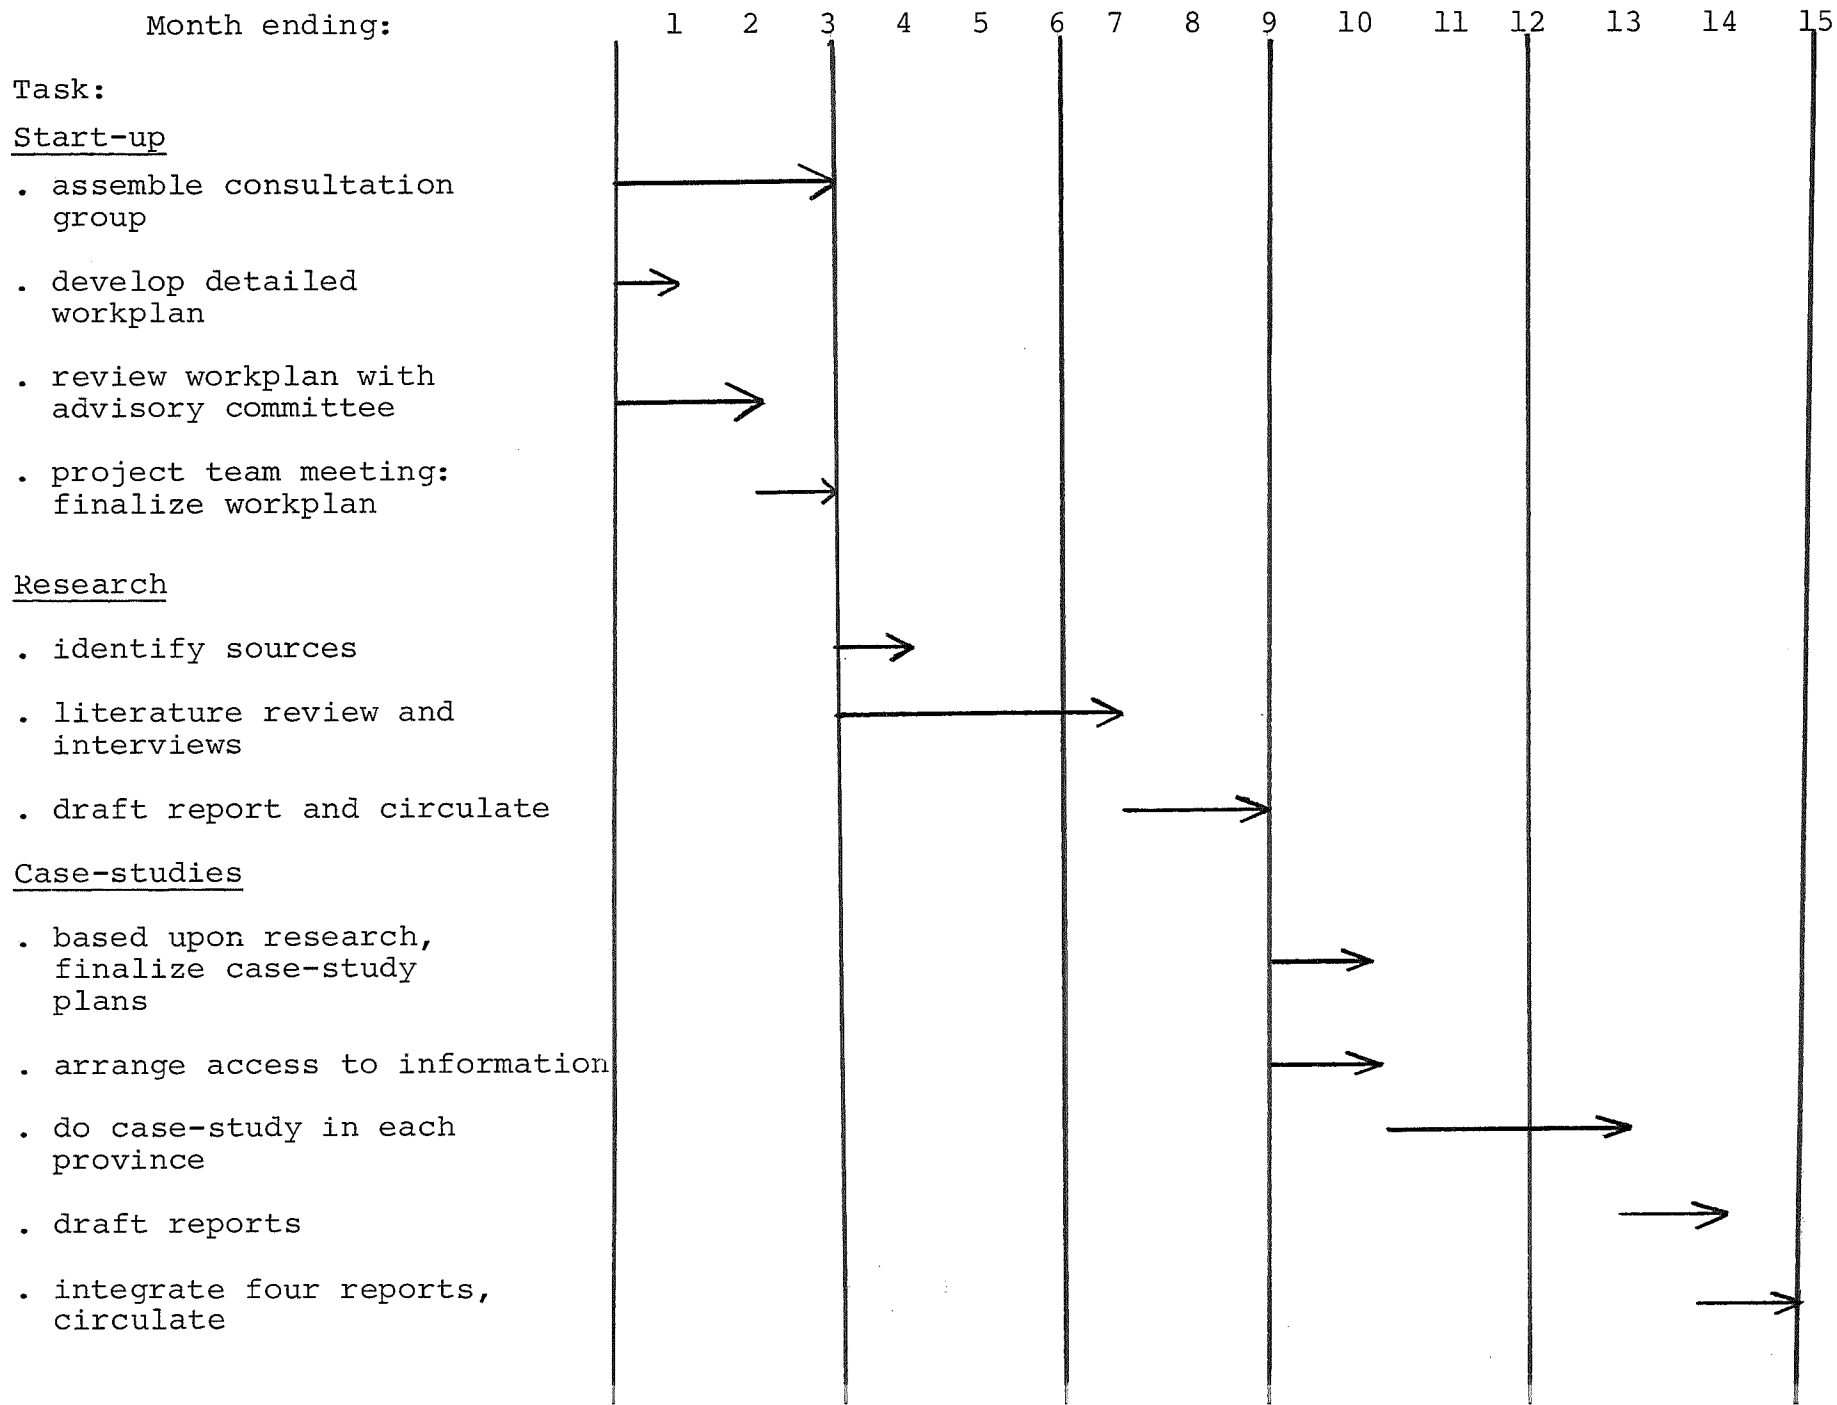 Month ending: 1 2 3 4 5 6 7 8 9 10 11 12 13 14 15
Task:
Start-up
. assemble consultation
group
. develop detailed
workplan
. review workplan with
advisory committee
. project team meeting:
finalize workplan
Research
. identify sources
. literature review and
interviews
. draft report and circulate
Case-studies
. based upon research,
finalize case-study
plans
. arrange access to information
. do case-study in each
province
. draft reports
. integrate four reports,
circulate